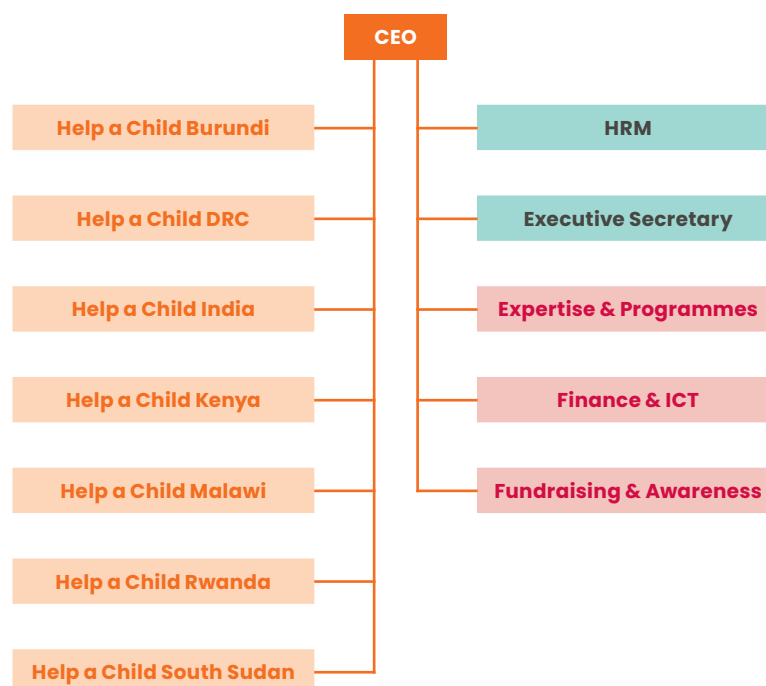 CEO
Help a Child Burundi
Help a Child DRC
Help a Child India
Help a Child Kenya
Help a Child Malawi
Help a Child Rwanda
Help a Child South Sudan
HRM
Executive Secretary
Expertise & Programmes
Finance & ICT
Fundraising & Awareness